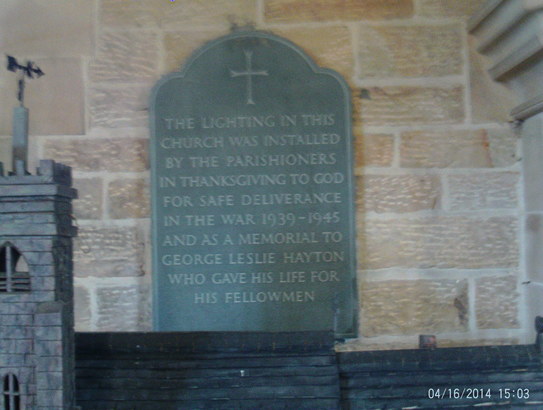 THE LIGHTING IN THIS
CHURCH WAS INSTALLED
BY THE PARISHIONERS
IN THANKSGIVING TO GOD
FOR SAFE DELIVERANCE
IN THE WAR 1939-1945
AND AS A MEMORIAL TO
GEORGE LESLIE HAYTON
WHO GAVE HIS LIFE FOR
HIS FELLOWMEN
04/16/2014 15:03